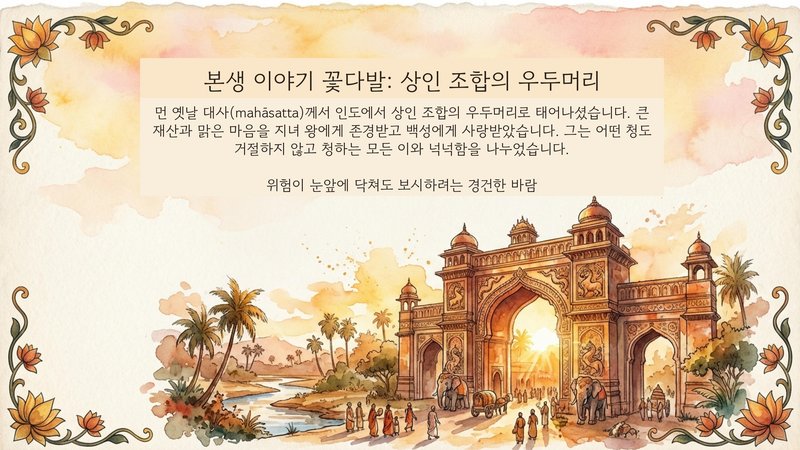 본생 이야기 꽃다발: 상인 조합의 우두머리
먼 옛날 대사(mahāsatta)께서 인도에서 상인 조합의 우두머리로 태어나셨습니다. 큰
재산과 맑은 마음을 지녀 왕에게 존경받고 백성에게 사랑받았습니다. 그는 어떤 청도
거절하지 않고 청하는 모든 이와 넉넉함을 나누었습니다.
위험이 눈앞에 닥쳐도 보시하려는 경건한 바람